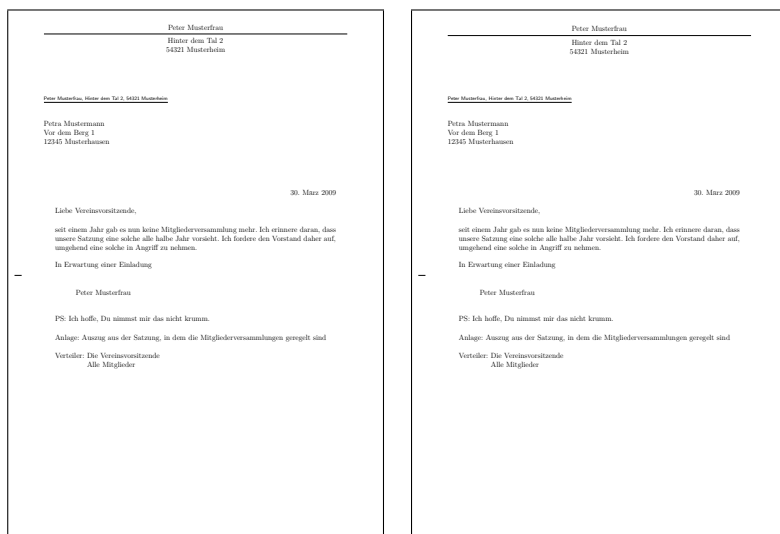 Peter Musterfrau
Hinter dem Tal 2
54321 Musterheim
Peter Musterfrau, Hinter dem Tal 2, 54321 Musterheim
Petra Mustermann
Vor dem Berg 1
12345 Musterhausen
30. März 2009
Liebe Vereinsvorsitzende,
seit einem Jahr gab es nun keine Mitgliederversammlung mehr. Ich erinnere daran, dass
unsere Satzung eine solche alle halbe Jahr vorsieht. Ich fordere den Vorstand daher auf,
umgehend eine solche in Angriff zu nehmen.
In Erwartung einer Einladung
Peter Musterfrau
PS: Ich hoffe, Du nimmst mir das nicht krumm.
Anlage: Auszug aus der Satzung, in dem die Mitgliederversammlungen geregelt sind
Verteiler: Die Vereinsvorsitzende
Alle Mitglieder
Peter Musterfrau
Hinter dem Tal 2
54321 Musterheim
Peter Musterfrau, Hinter dem Tal 2, 54321 Musterheim
Petra Mustermann
Vor dem Berg 1
12345 Musterhausen
30. März 2009
Liebe Vereinsvorsitzende,
seit einem Jahr gab es nun keine Mitgliederversammlung mehr. Ich erinnere daran, dass
unsere Satzung eine solche alle halbe Jahr vorsieht. Ich fordere den Vorstand daher auf,
umgehend eine solche in Angriff zu nehmen.
In Erwartung einer Einladung
Peter Musterfrau
PS: Ich hoffe, Du nimmst mir das nicht krumm.
Anlage: Auszug aus der Satzung, in dem die Mitgliederversammlungen geregelt sind
Verteiler: Die Vereinsvorsitzende
Alle Mitglieder